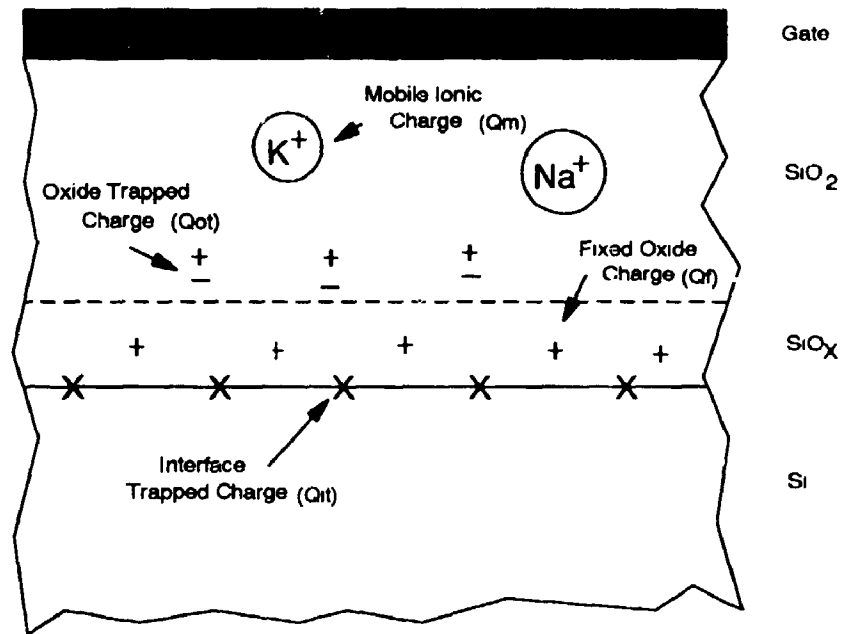 Gate
Mobile Ionic
Charge (Qm)
K+
Na+
SiO2
Oxide Trapped
Charge (Qot)
+ + +
− − −
Fixed Oxide
Charge (Qf)
+ + + + +
SiOX
X X X X X
Interface
Trapped Charge (Qit)
Si